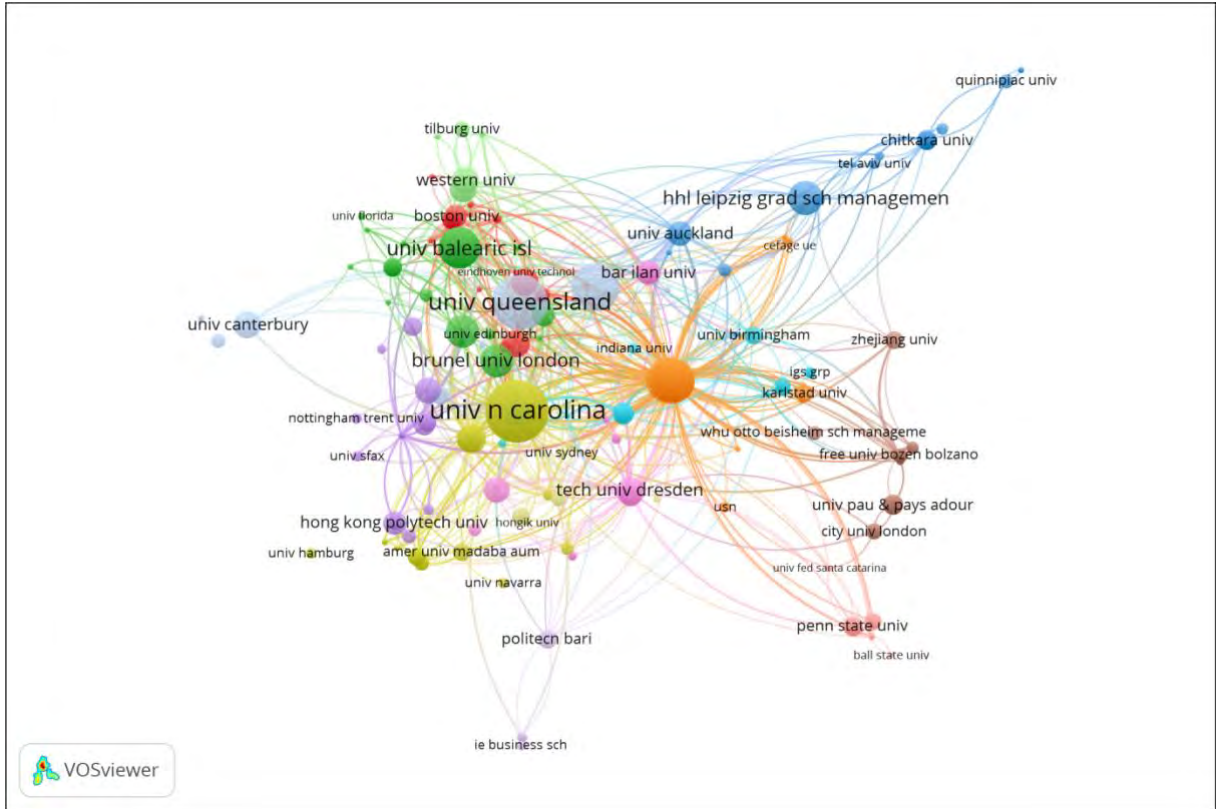 quinnipiac univ
chitkara univ
tilburg univ
tel aviv univ
western univ
hhl leipzig grad sch managemen
univ florida
boston univ
univ auckland
univ balearic isl
cefage ue
eindhoven univ technol
bar ilan univ
univ queensland
univ canterbury
univ edinburgh
univ birmingham
zhejiang univ
indiana univ
brunel univ london
igs grp
karlstad univ
univ n carolina
nottingham trent univ
whu otto beisheim sch manageme
univ sfax
univ sydney
free univ bozen bolzano
tech univ dresden
usn
univ pau & pays adour
hong kong polytech univ
hongik univ
city univ london
univ hamburg
amer univ madaba aum
univ fed santa catarina
univ navarra
penn state univ
politecn bari
ball state univ
ie business sch
VOSviewer